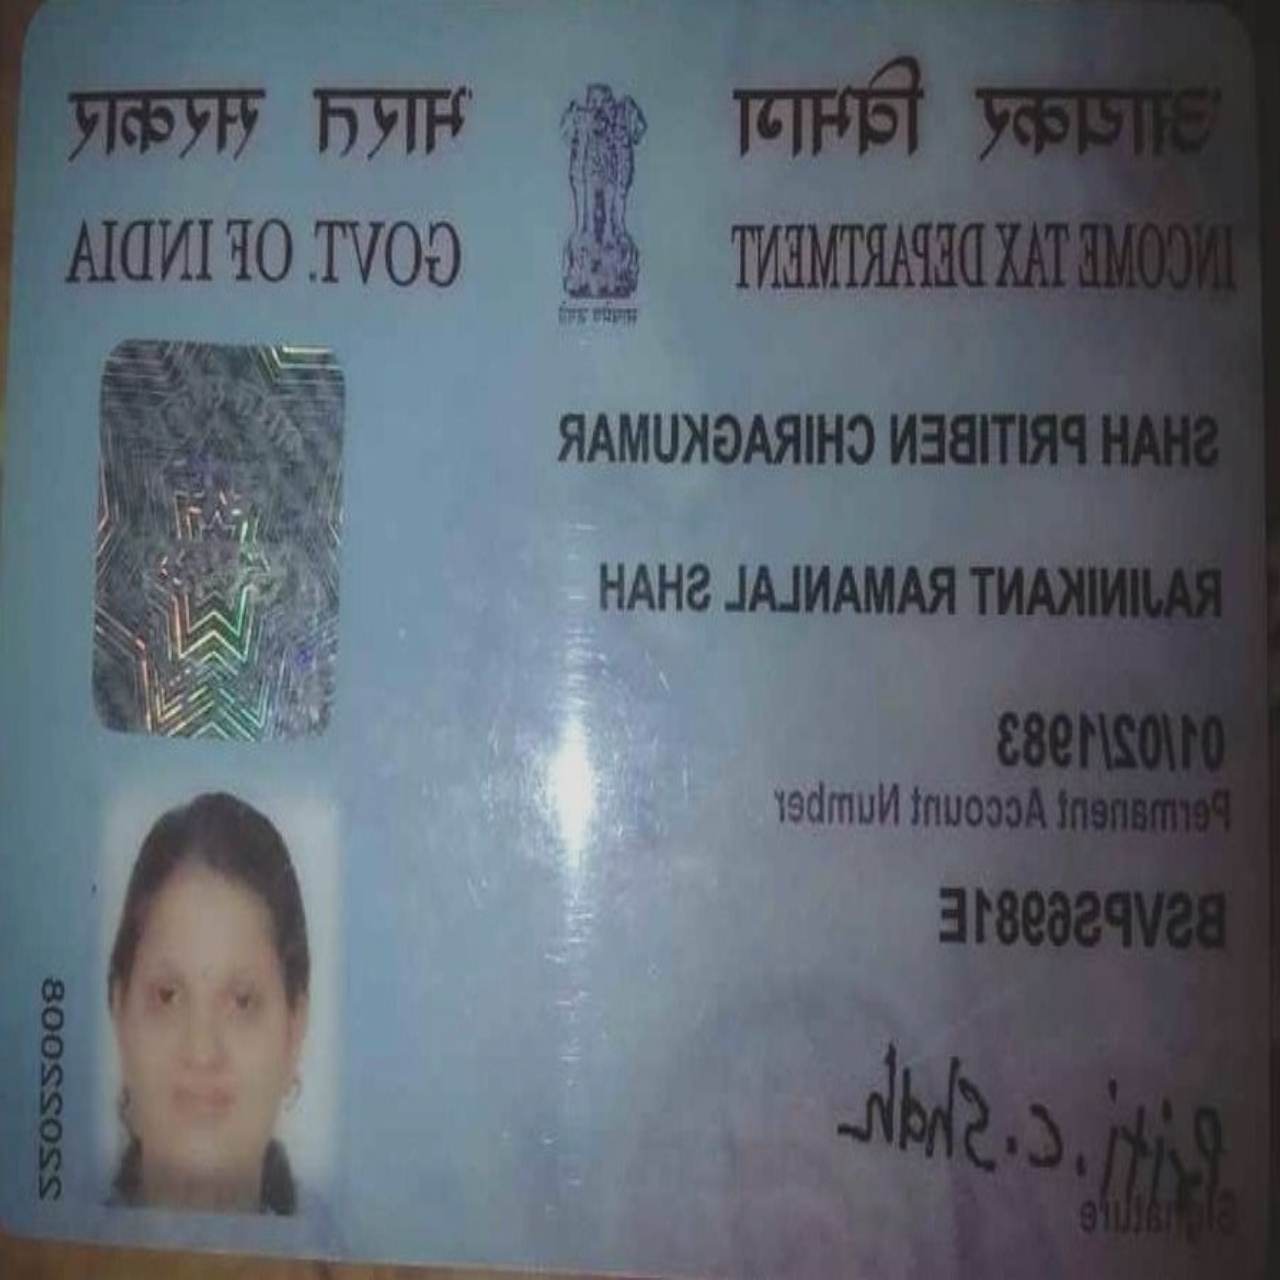 आयकर विभाग
INCOME TAX DEPARTMENT
भारत सरकार
GOVT. OF INDIA
सत्यमेव जयते
SHAH PRITIBEN CHIRAGKUMAR
RAJINIKANT RAMANLAL SHAH
01/02/1983
Permanent Account Number
BSVPS6981E
Priti. C. Shah
Signature
22022008